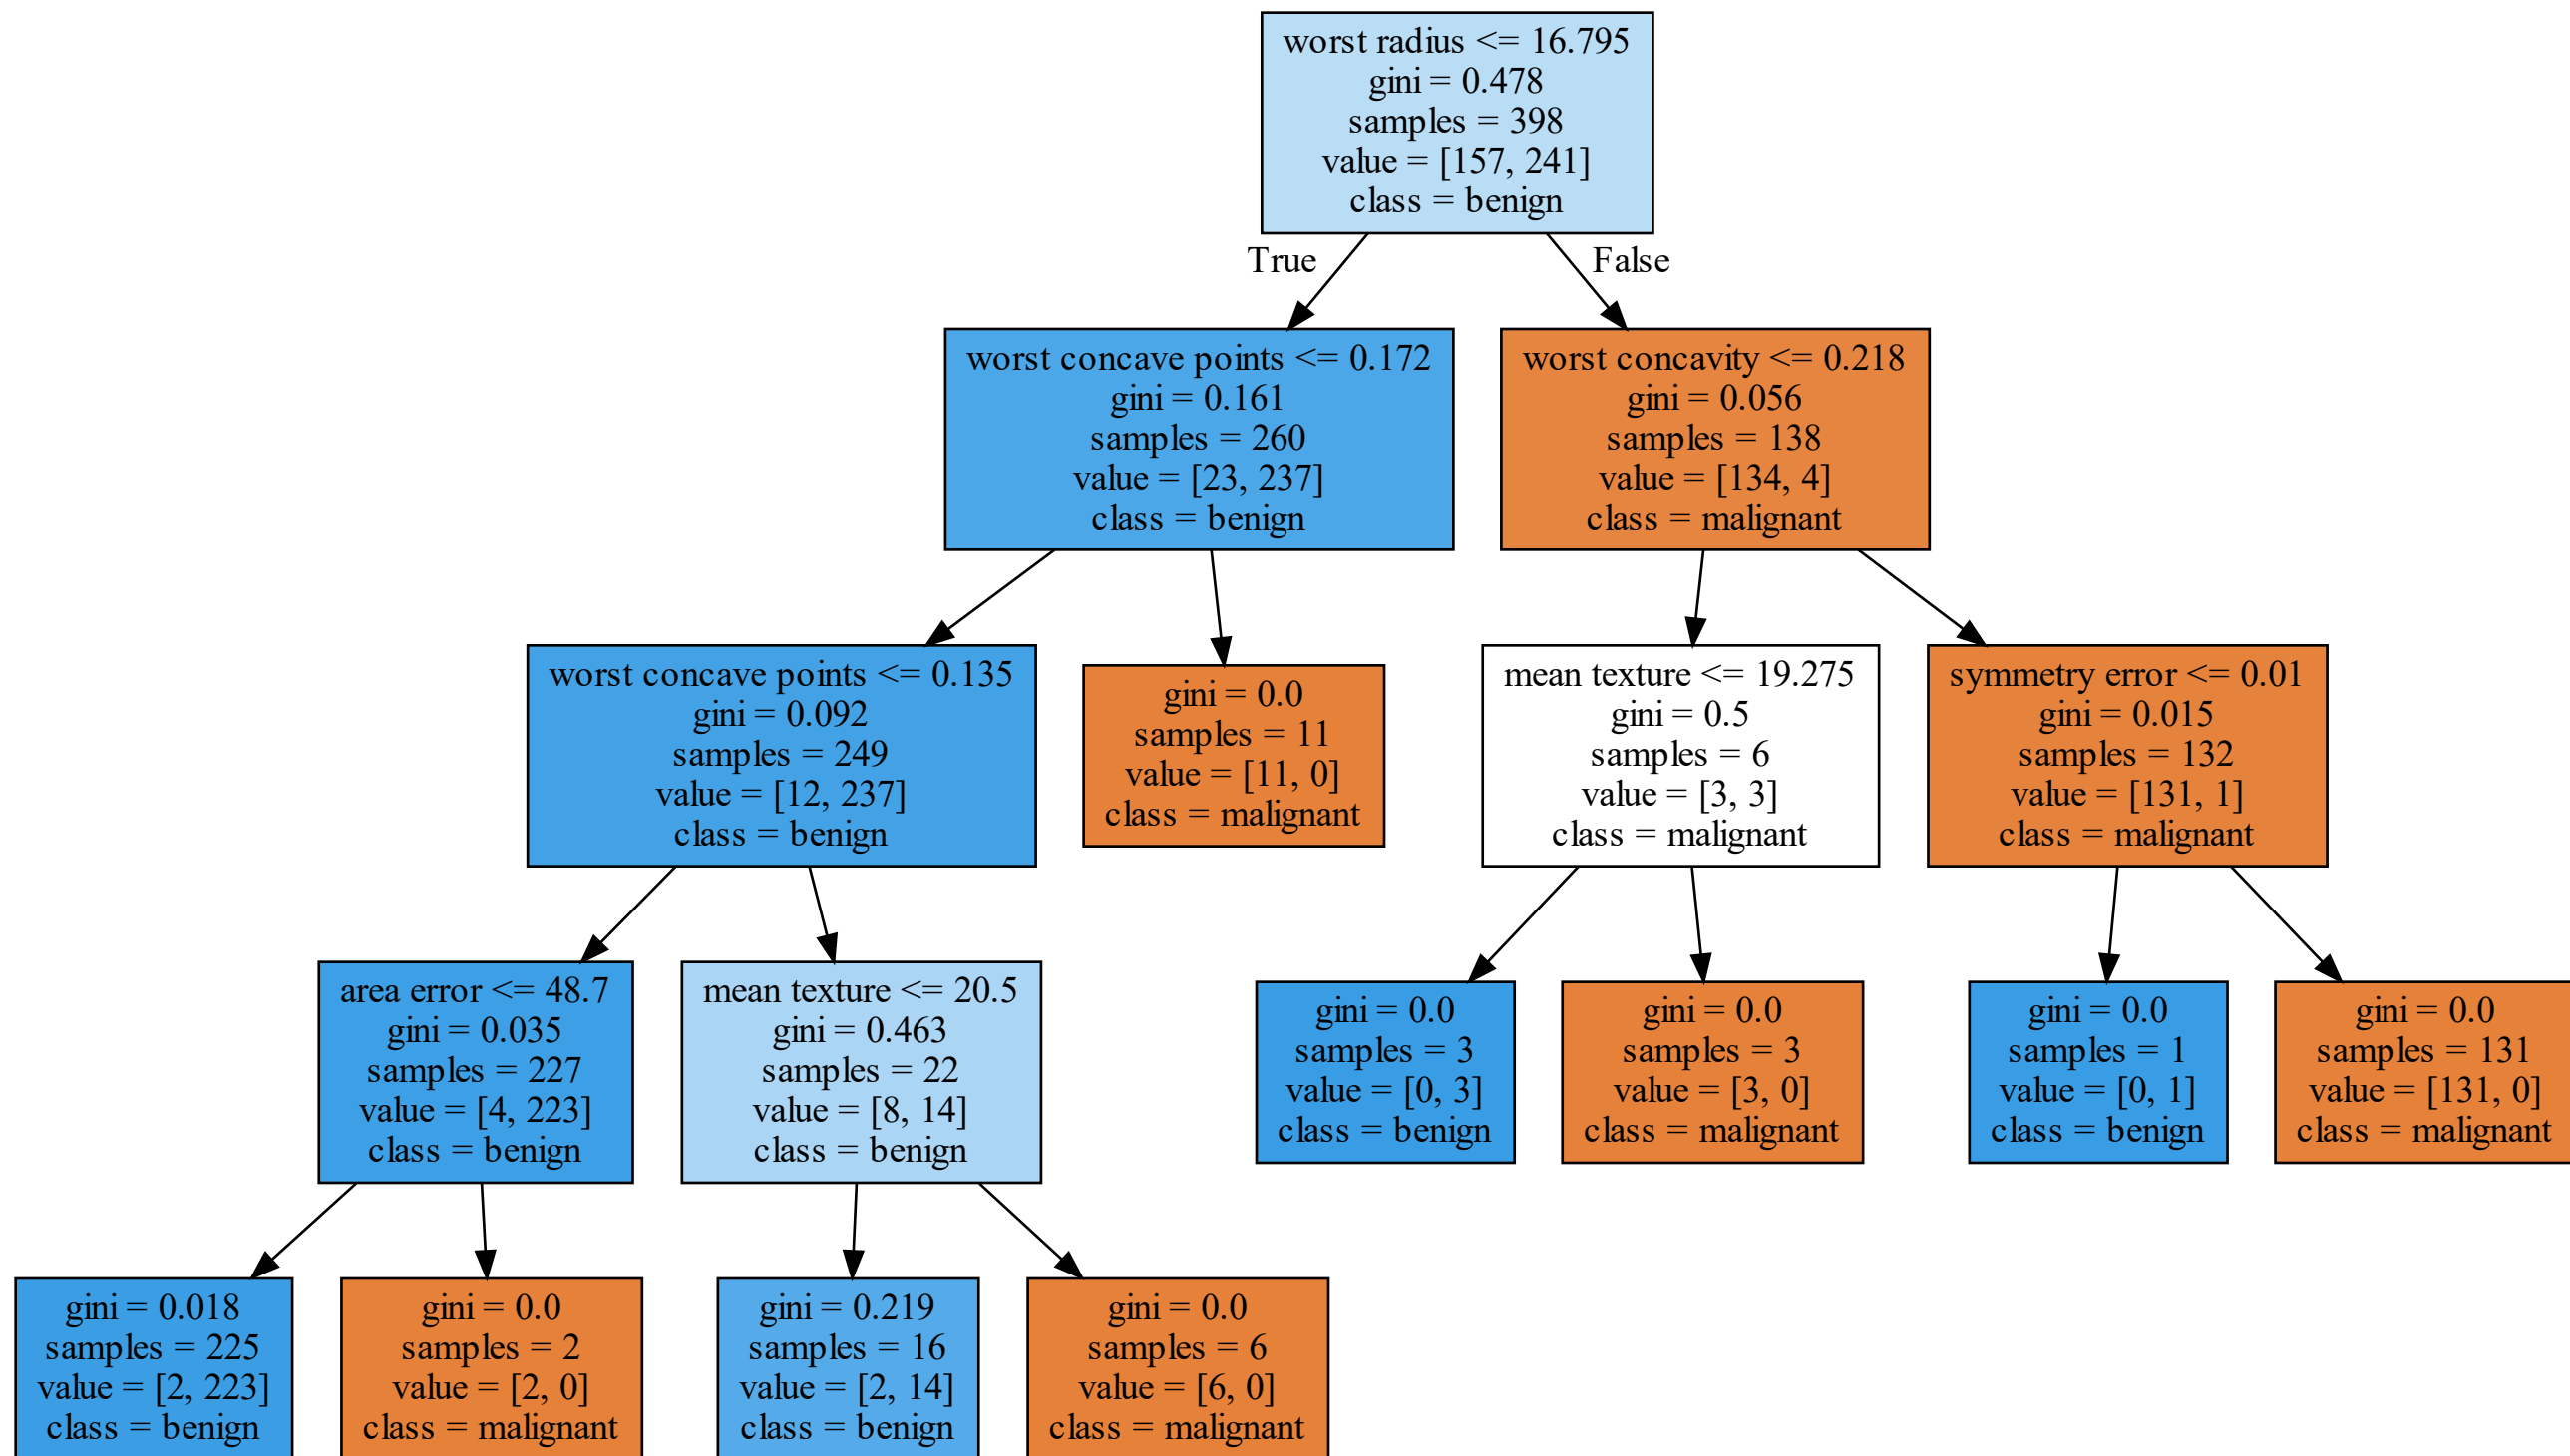 worst radius <= 16.795
gini = 0.478
samples = 398
value = [157, 241]
class = benign
True
False
worst concave points <= 0.172
gini = 0.161
samples = 260
value = [23, 237]
class = benign
worst concavity <= 0.218
gini = 0.056
samples = 138
value = [134, 4]
class = malignant
worst concave points <= 0.135
gini = 0.092
samples = 249
value = [12, 237]
class = benign
gini = 0.0
samples = 11
value = [11, 0]
class = malignant
mean texture <= 19.275
gini = 0.5
samples = 6
value = [3, 3]
class = malignant
symmetry error <= 0.01
gini = 0.015
samples = 132
value = [131, 1]
class = malignant
area error <= 48.7
gini = 0.035
samples = 227
value = [4, 223]
class = benign
mean texture <= 20.5
gini = 0.463
samples = 22
value = [8, 14]
class = benign
gini = 0.0
samples = 3
value = [0, 3]
class = benign
gini = 0.0
samples = 3
value = [3, 0]
class = malignant
gini = 0.0
samples = 1
value = [0, 1]
class = benign
gini = 0.0
samples = 131
value = [131, 0]
class = malignant
gini = 0.018
samples = 225
value = [2, 223]
class = benign
gini = 0.0
samples = 2
value = [2, 0]
class = malignant
gini = 0.219
samples = 16
value = [2, 14]
class = benign
gini = 0.0
samples = 6
value = [6, 0]
class = malignant